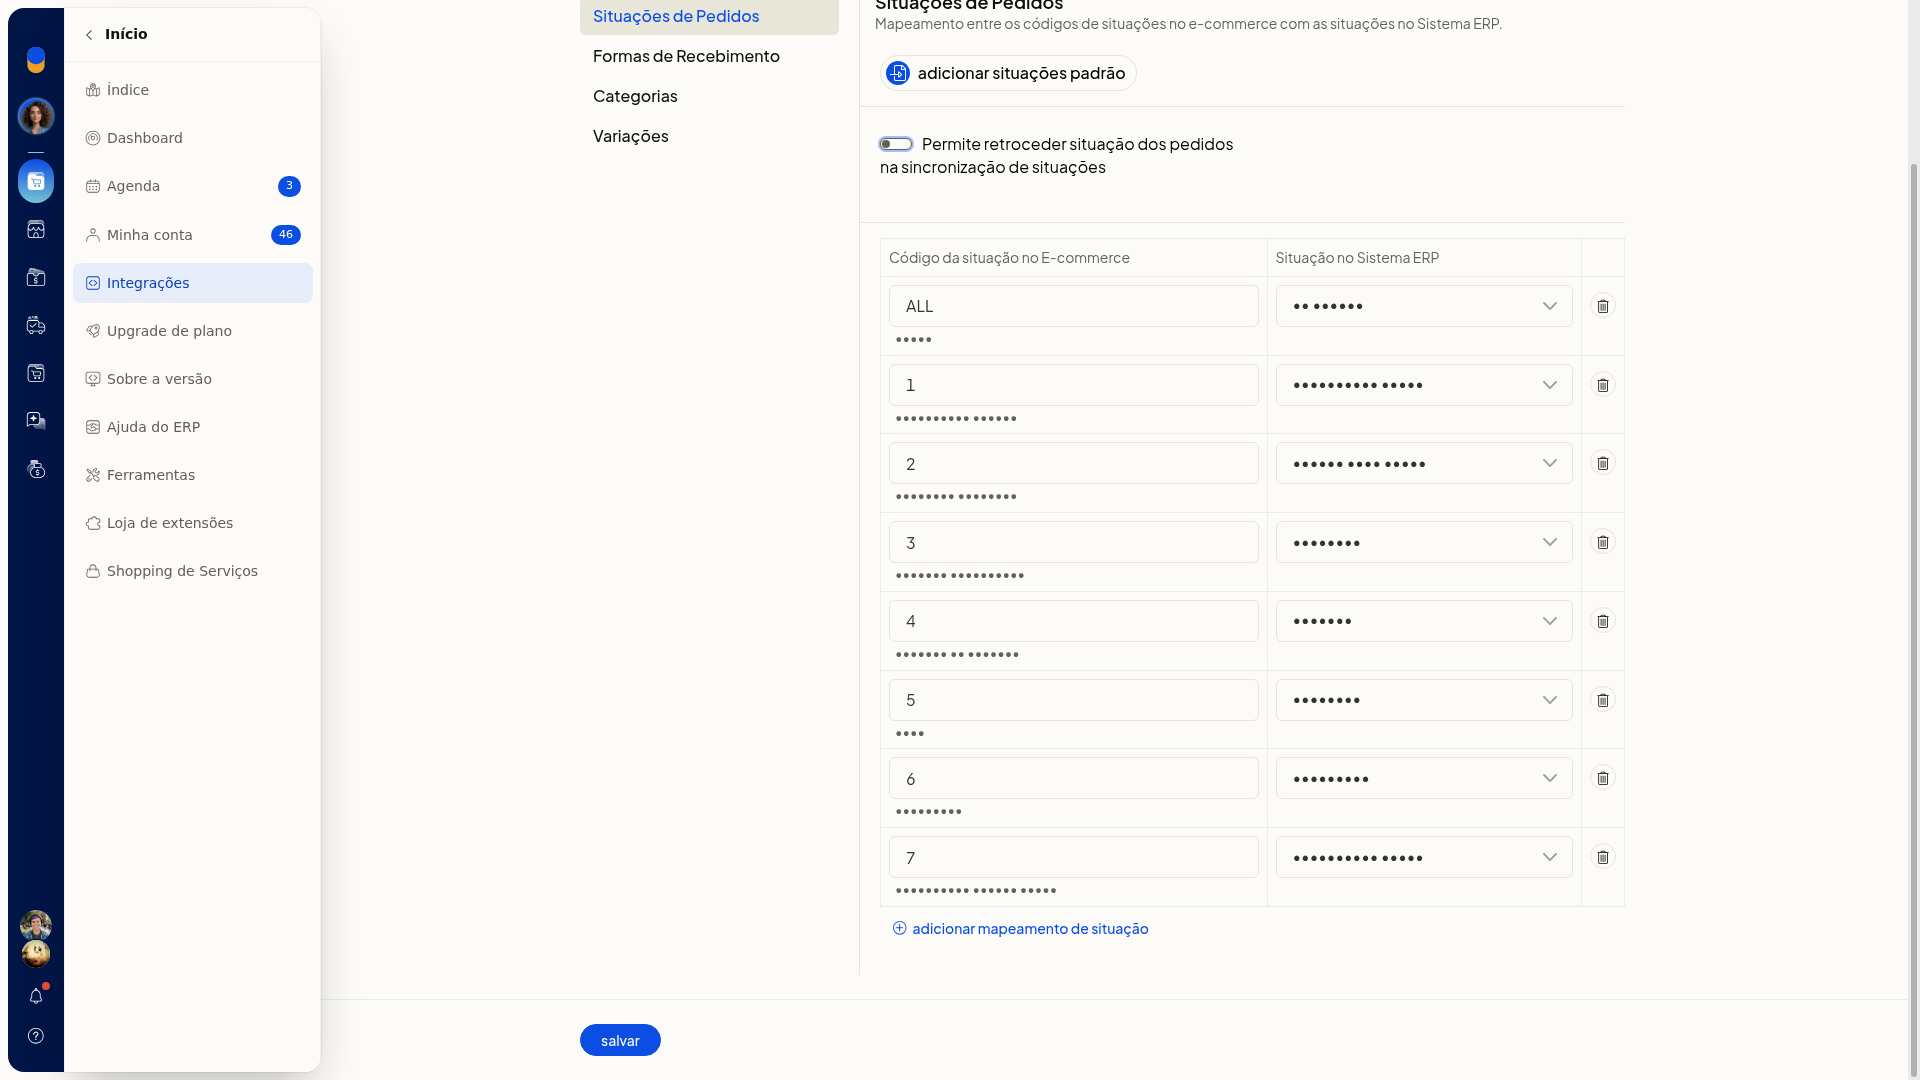 Início
Índice
Dashboard
Agenda 3
Minha conta 46
Integrações
Upgrade de plano
Sobre a versão
Ajuda do ERP
Ferramentas
Loja de extensões
Shopping de Serviços
Situações de Pedidos
Formas de Recebimento
Categorias
Variações
Situações de Pedidos
Mapeamento entre os códigos de situações no e-commerce com as situações no Sistema ERP.
adicionar situações padrão
Permite retroceder situação dos pedidos
na sincronização de situações
Código da situação no E-commerce Situação no Sistema ERP
ALL •• ••••••
•••••
1 •••••••••• •••••
•••••••••• ••••••
2 •••••• •••• •••••
•••••••• ••••••••
3 ••••••••
••••••• ••••••••••
4 •••••••
••••••• •• •••••••
5 ••••••••
••••
6 •••••••••
•••••••••
7 •••••••••• •••••
•••••••••• •••••• •••••
adicionar mapeamento de situação
salvar